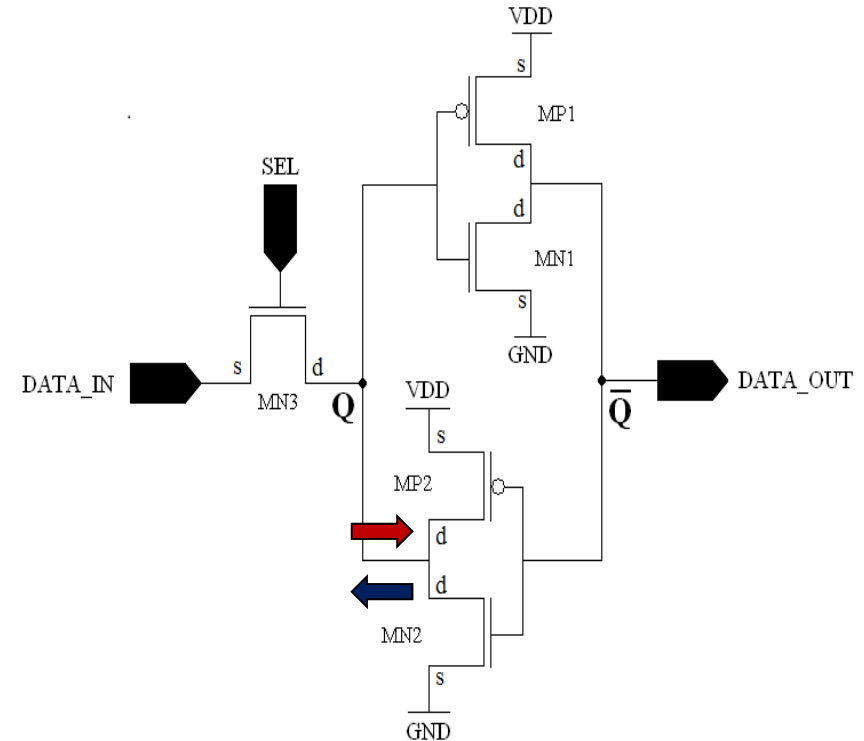 VDD
s
MP1
d
SEL
d
MN1
s
GND
s
d
DATA_IN
MN3
Q
VDD
DATA_OUT
Q̅
s
MP2
d
d
MN2
s
GND